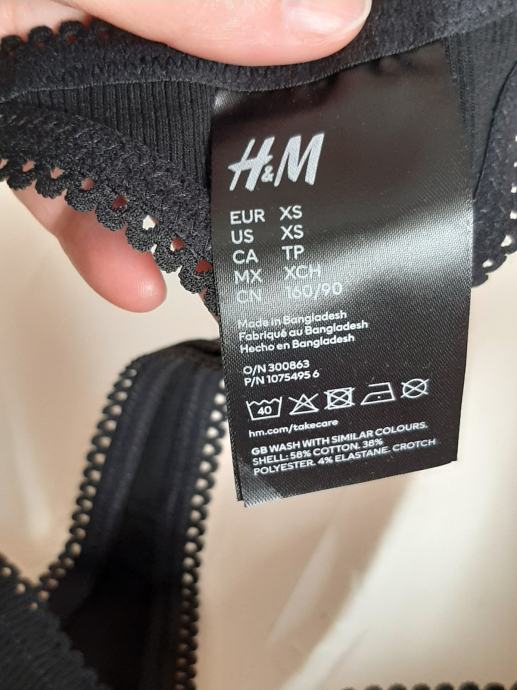 H&M
EUR XS
US XS
CA TP
MX XCH
CN 160/90
Made in Bangladesh
Fabriqué au Bangladesh
Hecho en Bangladesh
O/N 300863
P/N 1075495 6
40
hm.com/takecare
GB WASH WITH SIMILAR COLOURS.
SHELL: 58% COTTON. 38%
POLYESTER. 4% ELASTANE. CROTCH